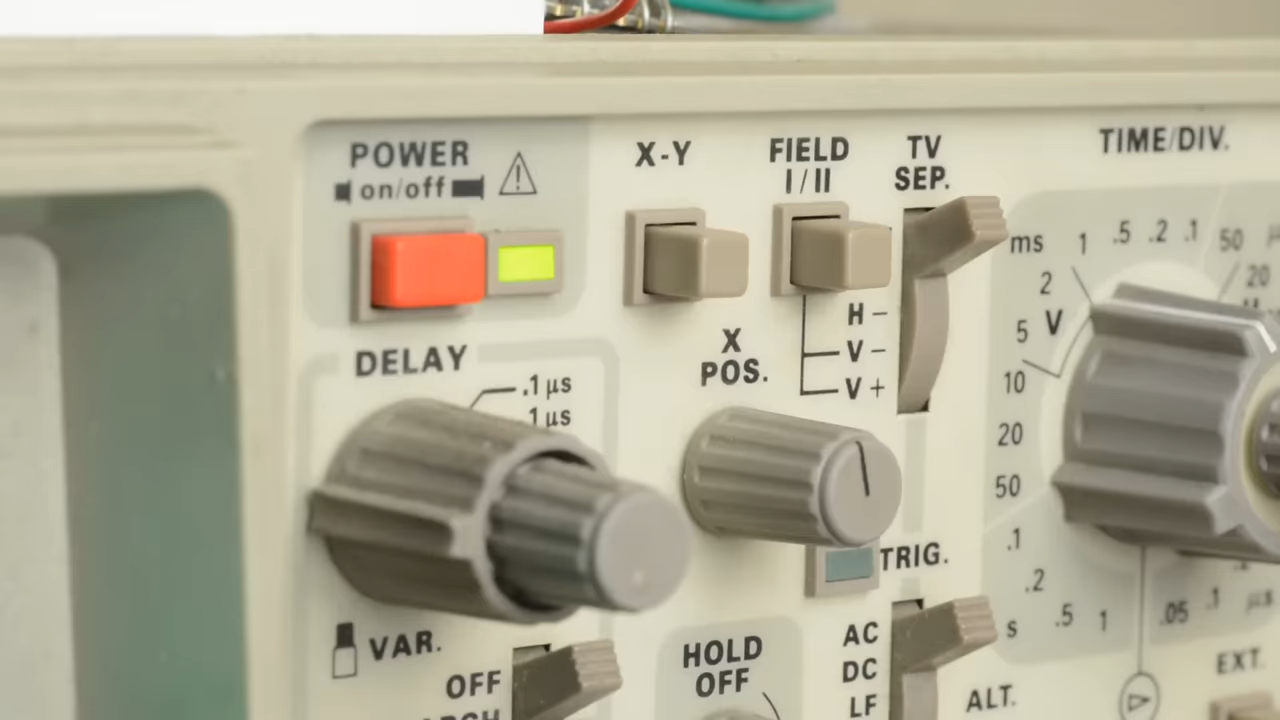 POWER
on/off
X-Y
FIELD
I/II
TV
SEP.
TIME/DIV.
ms
1
.5
.2
.1
50
20
2
V
5
10
20
50
.1
.2
s
.5
1
.05
.1
µs
H –
V –
V +
X
POS.
DELAY
.1 µs
1 µs
TRIG.
VAR.
OFF
HOLD
OFF
AC
DC
LF
ALT.
EXT.